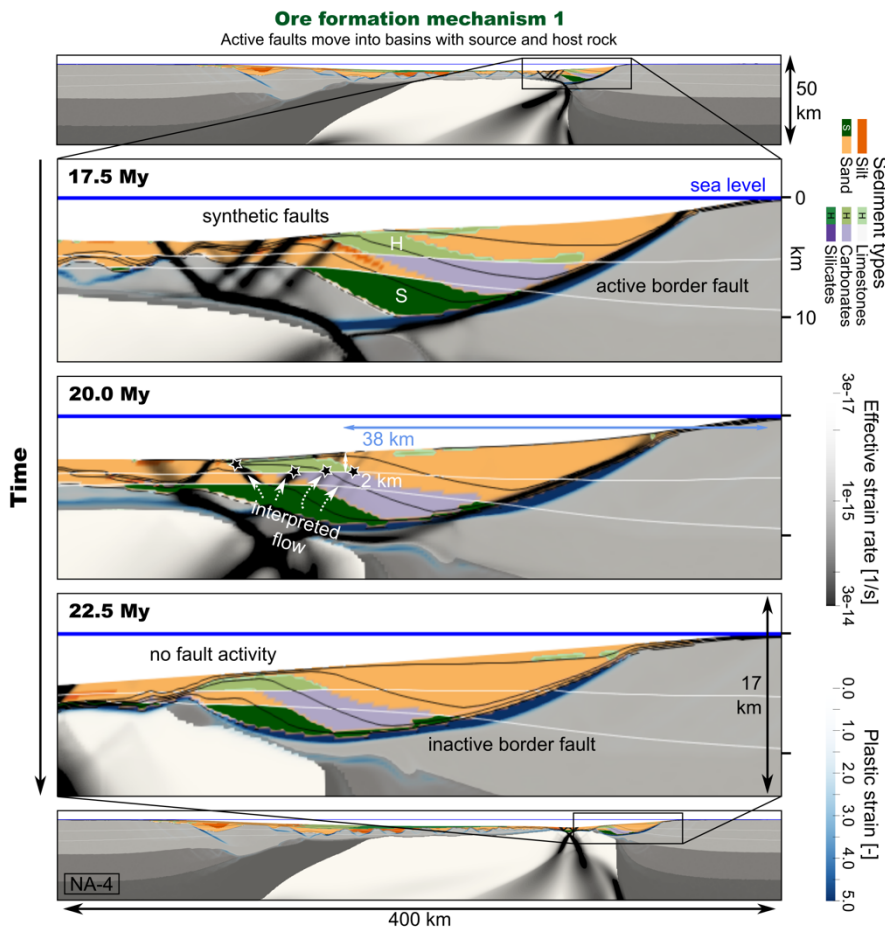 Ore formation mechanism 1
Active faults move into basins with source and host rock
50
km
Time
17.5 My
sea level
synthetic faults
H
S
active border fault
0
km
10
20.0 My
38 km
2 km
Interpreted
flow
22.5 My
no fault activity
inactive border fault
17
km
NA-4
400 km
Sediment types
Silt
S
Sand
H
Limestones
H
Carbonates
H
Silicates
Effective strain rate [1/s]
3e-17
1e-15
3e-14
Plastic strain [-]
0.0
1.0
2.0
3.0
4.0
5.0